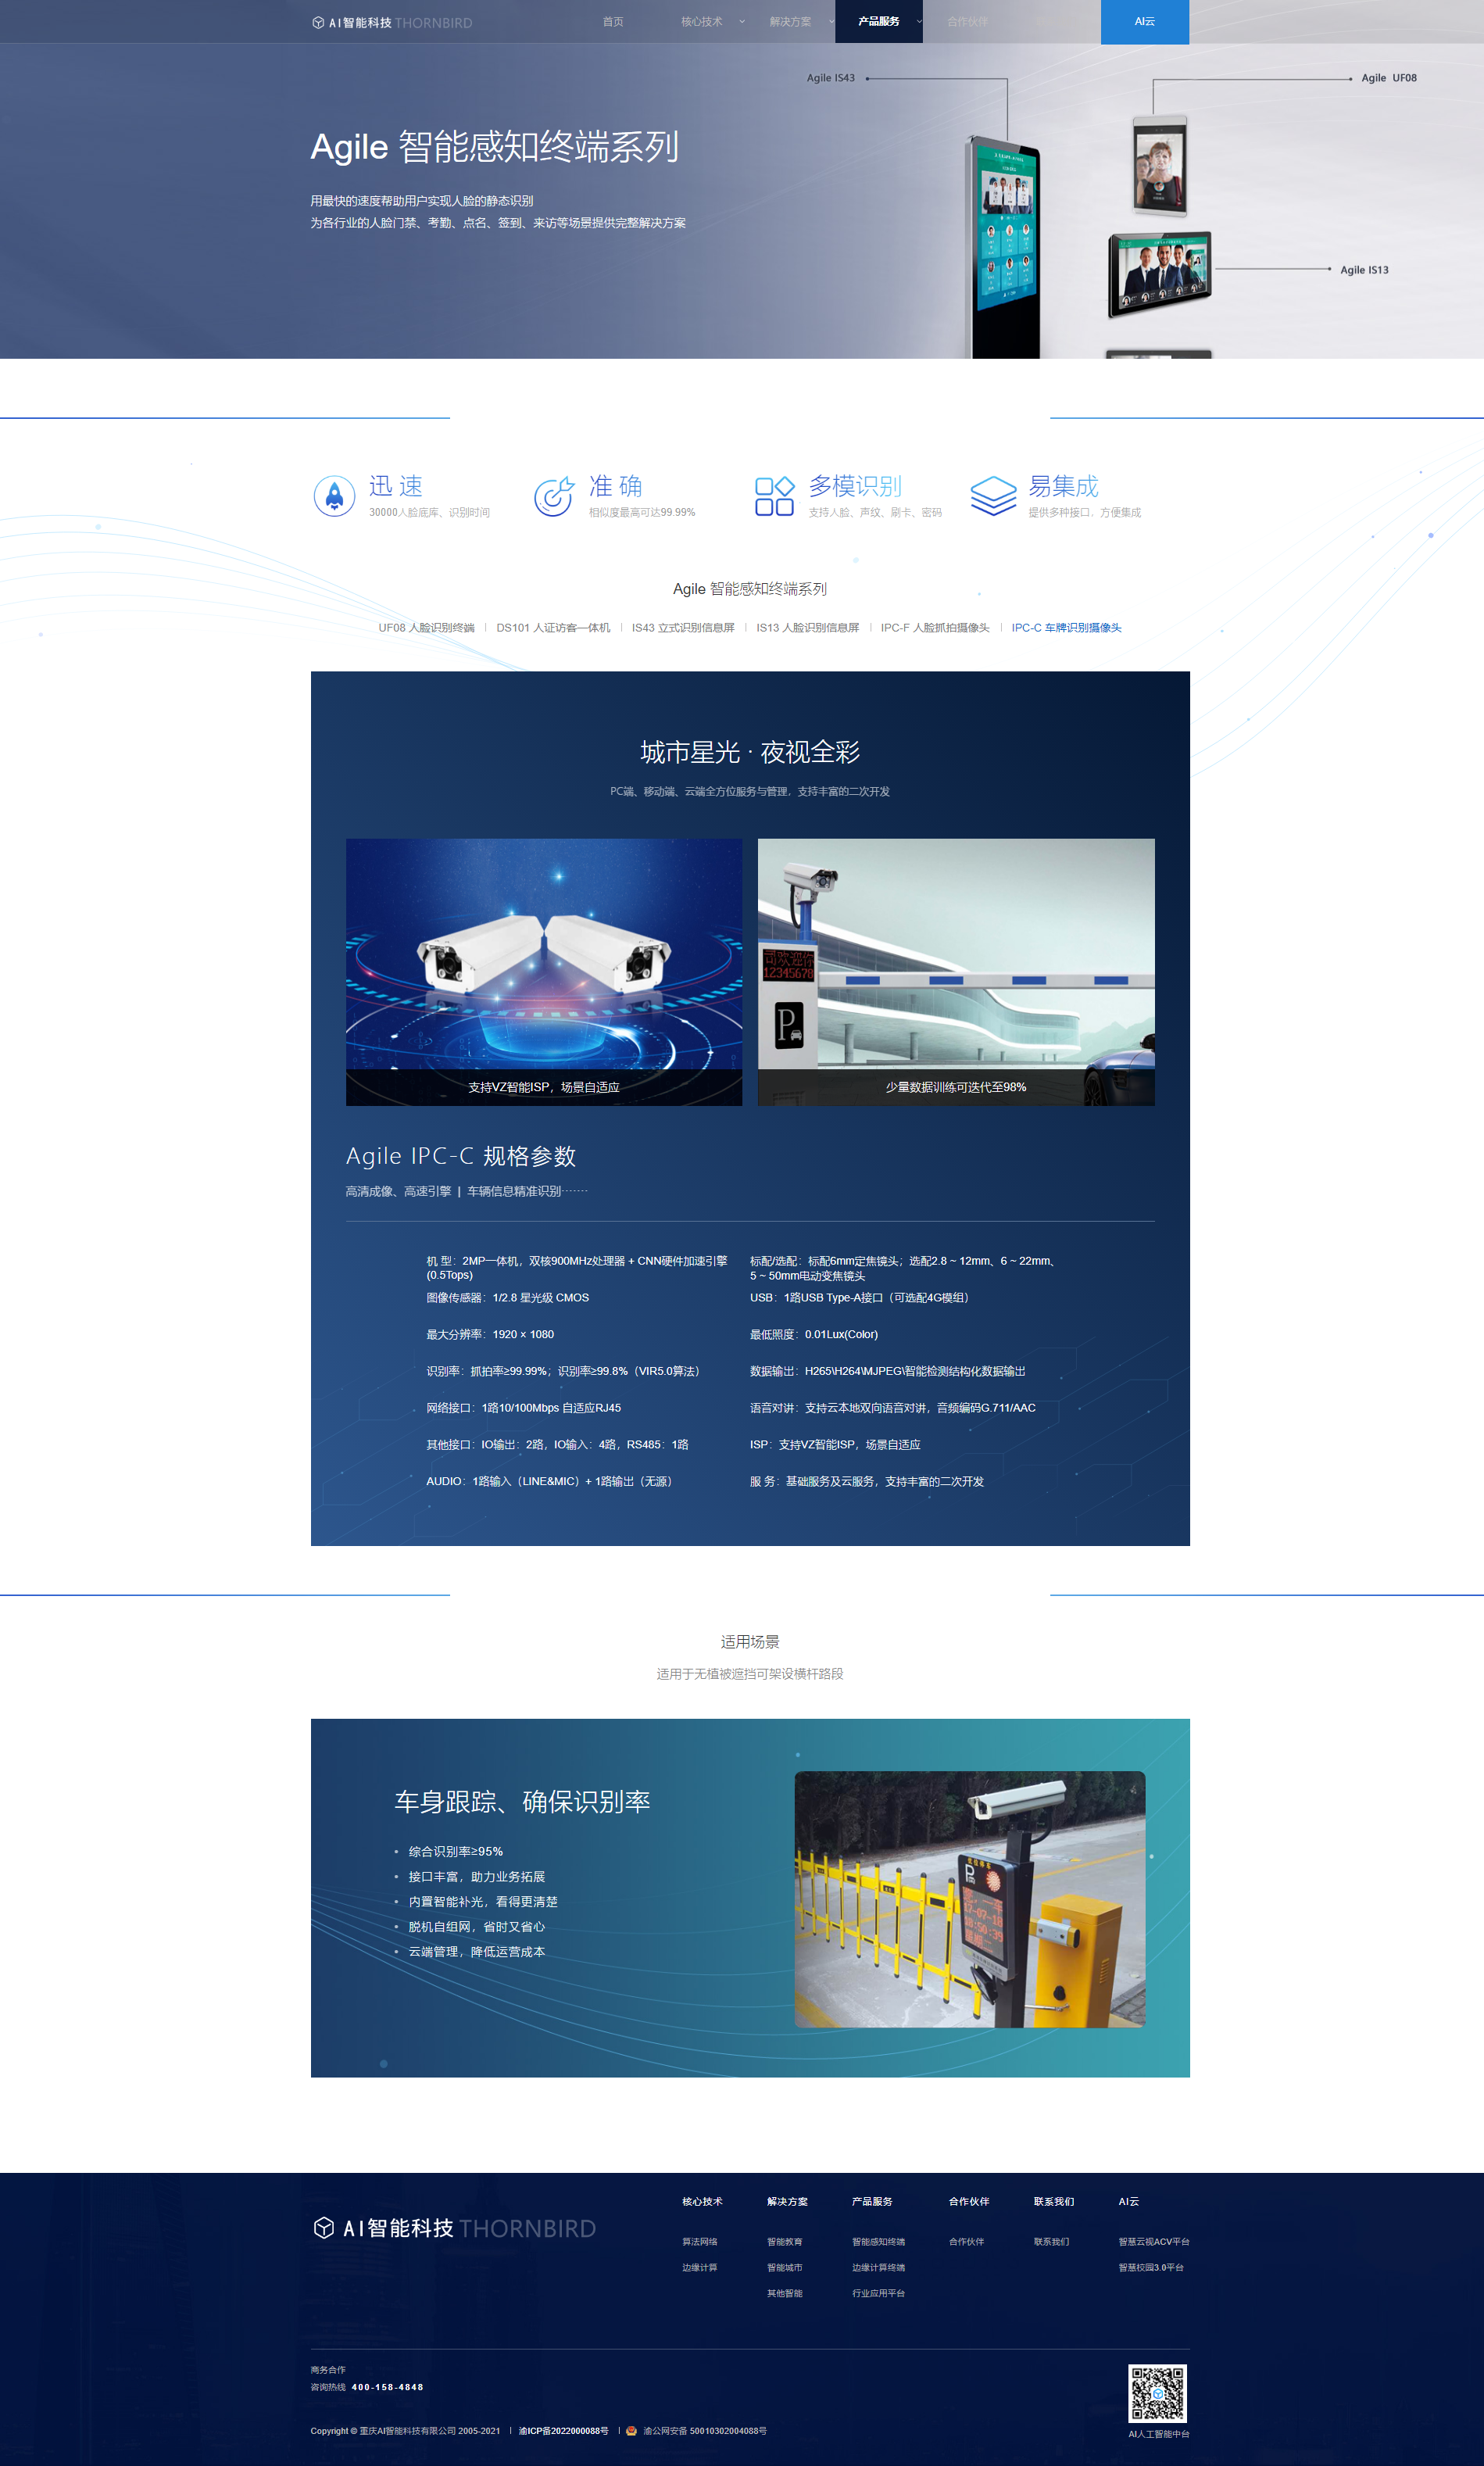 AI智能科技 THORNBIRD
首页
核心技术
解决方案
产品服务
合作伙伴
AI云
Agile IS43
Agile UF08
Agile 智能感知终端系列
用最快的速度帮助用户实现人脸的静态识别
为各行业的人脸门禁、考勤、点名、签到、来访等场景提供完整解决方案
Agile IS13
迅 速
30000人脸底库、识别时间
准 确
相似度最高可达99.99%
多模识别
支持人脸、声纹、刷卡、密码
易集成
提供多种接口，方便集成
Agile 智能感知终端系列
UF08 人脸识别终端
DS101 人证访客一体机
IS43 立式识别信息屏
IS13 人脸识别信息屏
IPC-F 人脸抓拍摄像头
IPC-C 车牌识别摄像头
城市星光 · 夜视全彩
PC端、移动端、云端全方位服务与管理，支持丰富的二次开发
司欢迎你
12345678
P
支持VZ智能ISP，场景自适应
少量数据训练可迭代至98%
Agile IPC-C 规格参数
高清成像、高速引擎 | 车辆信息精准识别-------
机 型：2MP一体机，双核900MHz处理器 + CNN硬件加速引擎
(0.5Tops)
标配/选配：标配6mm定焦镜头；选配2.8 ~ 12mm、6 ~ 22mm、
5 ~ 50mm电动变焦镜头
图像传感器：1/2.8 星光级 CMOS
USB：1路USB Type-A接口（可选配4G模组）
最大分辨率：1920 × 1080
最低照度：0.01Lux(Color)
识别率：抓拍率≥99.99%；识别率≥99.8%（VIR5.0算法）
数据输出：H265\H264\MJPEG\智能检测结构化数据输出
网络接口：1路10/100Mbps 自适应RJ45
语音对讲：支持云本地双向语音对讲，音频编码G.711/AAC
其他接口：IO输出：2路，IO输入：4路，RS485：1路
ISP：支持VZ智能ISP，场景自适应
AUDIO：1路输入（LINE&MIC）+ 1路输出（无源）
服 务：基础服务及云服务，支持丰富的二次开发
适用场景
适用于无植被遮挡可架设横杆路段
车身跟踪、确保识别率
• 综合识别率≥95%
• 接口丰富，助力业务拓展
• 内置智能补光，看得更清楚
• 脱机自组网，省时又省心
• 云端管理，降低运营成本
P
17-07-18
AI智能科技 THORNBIRD
核心技术
算法网络
边缘计算
解决方案
智能教育
智能城市
其他智能
产品服务
智能感知终端
边缘计算终端
行业应用平台
合作伙伴
合作伙伴
联系我们
联系我们
AI云
智慧云视ACV平台
智慧校园3.0平台
商务合作
咨询热线 400-158-4848
Copyright © 重庆AI智能科技有限公司 2005-2021 | 渝ICP备2022000088号 | 渝公网安备 50010302004088号
AI人工智能中台